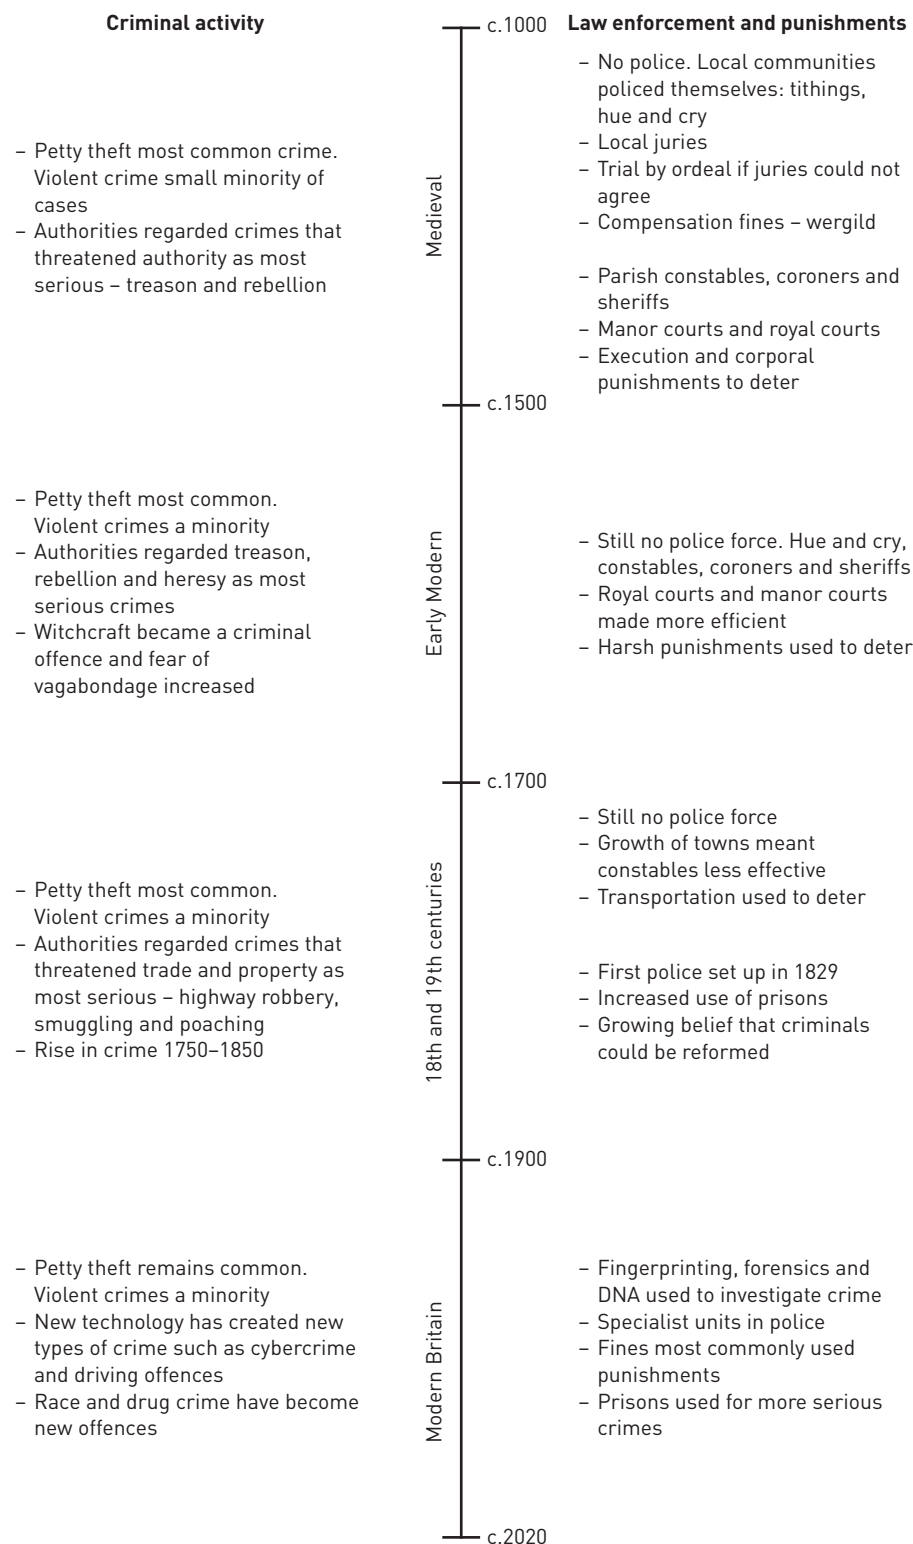 Criminal activity
c.1000
Law enforcement and punishments
– No police. Local communities
policed themselves: tithings,
hue and cry
– Local juries
– Trial by ordeal if juries could not
agree
– Compensation fines – wergild
– Petty theft most common crime.
Violent crime small minority of
cases
– Authorities regarded crimes that
threatened authority as most
serious – treason and rebellion
Medieval
– Parish constables, coroners and
sheriffs
– Manor courts and royal courts
– Execution and corporal
punishments to deter
c.1500
– Petty theft most common.
Violent crimes a minority
– Authorities regarded treason,
rebellion and heresy as most
serious crimes
– Witchcraft became a criminal
offence and fear of
vagabondage increased
Early Modern
– Still no police force. Hue and cry,
constables, coroners and sheriffs
– Royal courts and manor courts
made more efficient
– Harsh punishments used to deter
c.1700
– Still no police force
– Growth of towns meant
constables less effective
– Transportation used to deter
– Petty theft most common.
Violent crimes a minority
– Authorities regarded crimes that
threatened trade and property as
most serious – highway robbery,
smuggling and poaching
– Rise in crime 1750–1850
18th and 19th centuries
– First police set up in 1829
– Increased use of prisons
– Growing belief that criminals
could be reformed
c.1900
– Petty theft remains common.
Violent crimes a minority
– New technology has created new
types of crime such as cybercrime
and driving offences
– Race and drug crime have become
new offences
Modern Britain
– Fingerprinting, forensics and
DNA used to investigate crime
– Specialist units in police
– Fines most commonly used
punishments
– Prisons used for more serious
crimes
c.2020